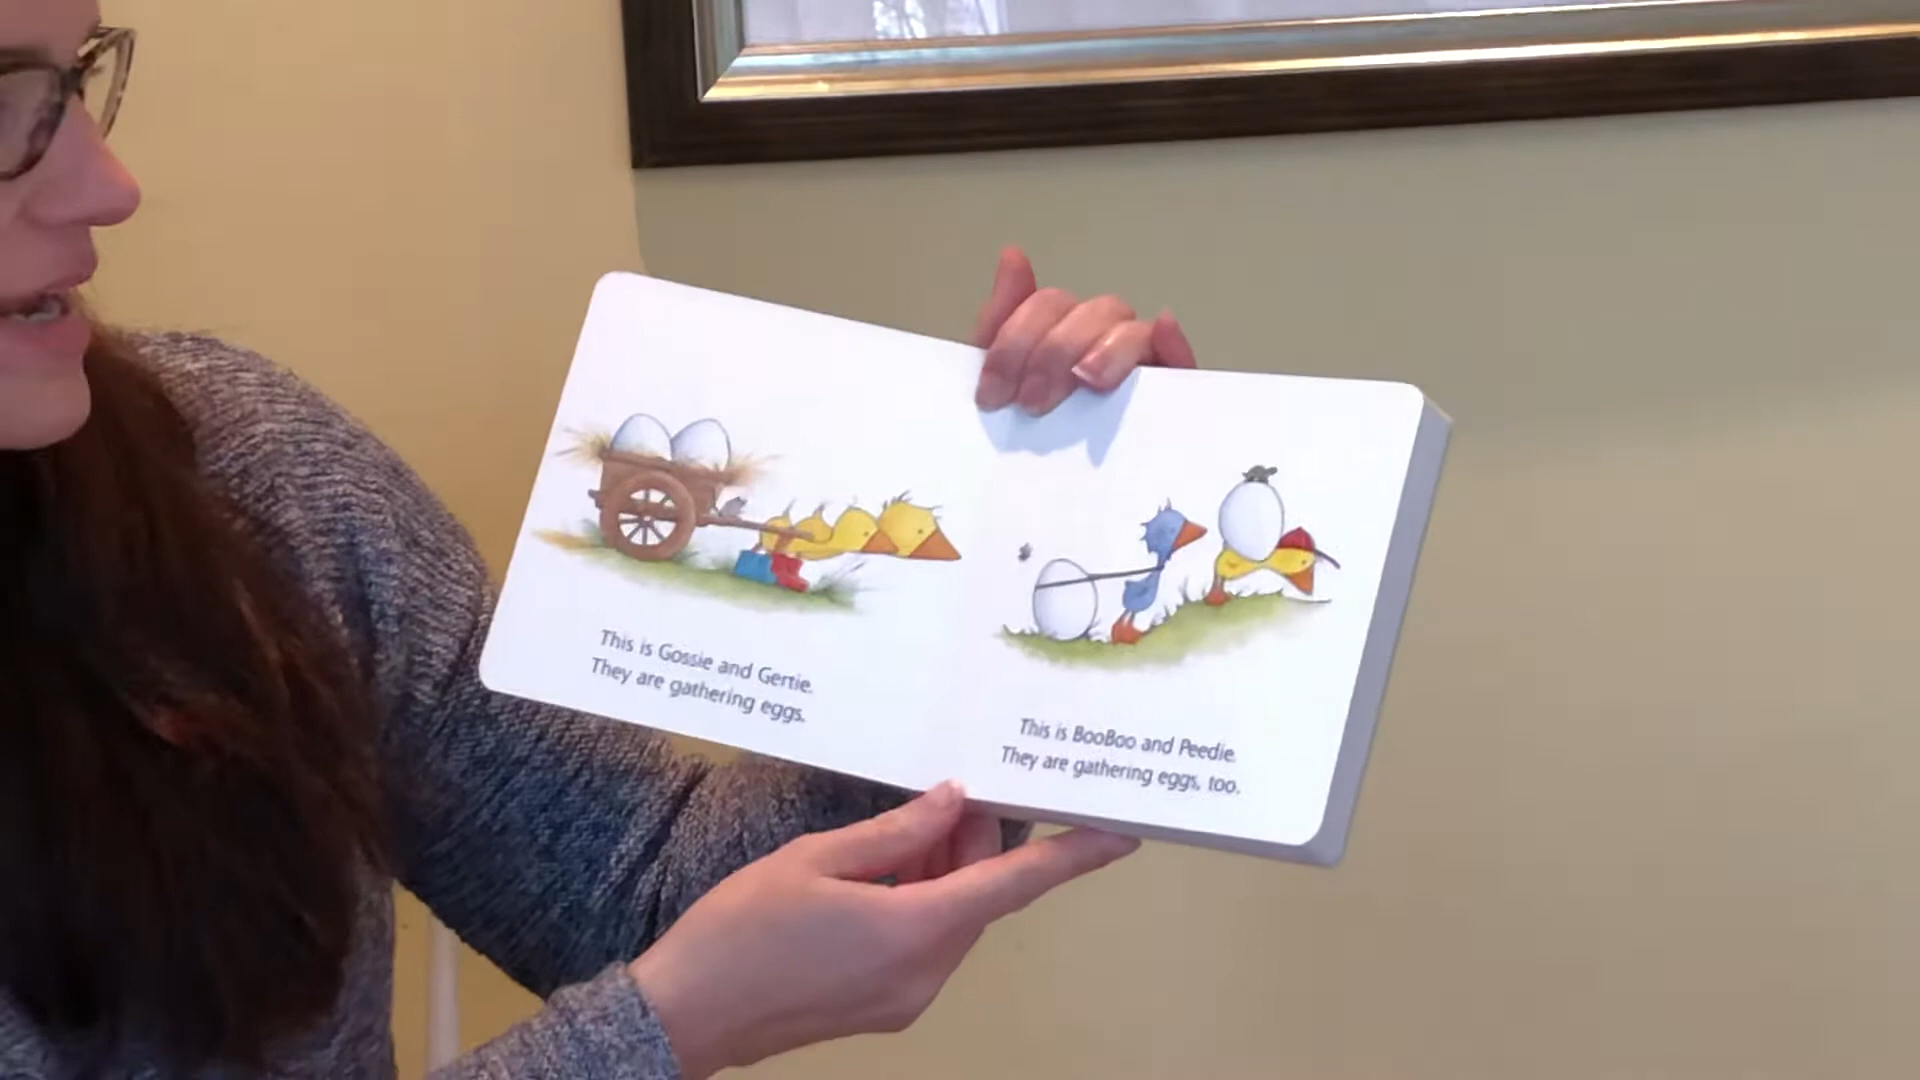 This is Gossie and Gertie.
They are gathering eggs.
This is BooBoo and Peedie.
They are gathering eggs, too.